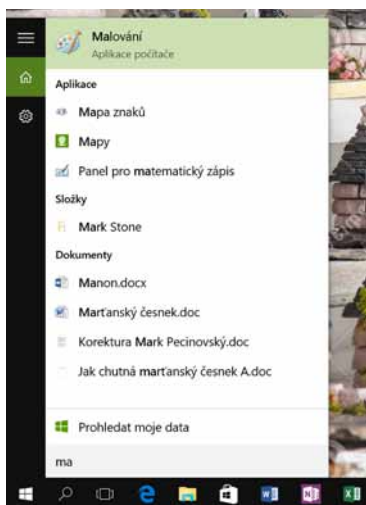 Malování
Aplikace počítače
Aplikace
Mapa znaků
Mapy
Panel pro matematický zápis
Složky
Mark Stone
Dokumenty
Manon.docx
Marťanský česnek.doc
Korektura Mark Pecinovský.doc
Jak chutná marťanský česnek A.doc
Prohledat moje data
ma